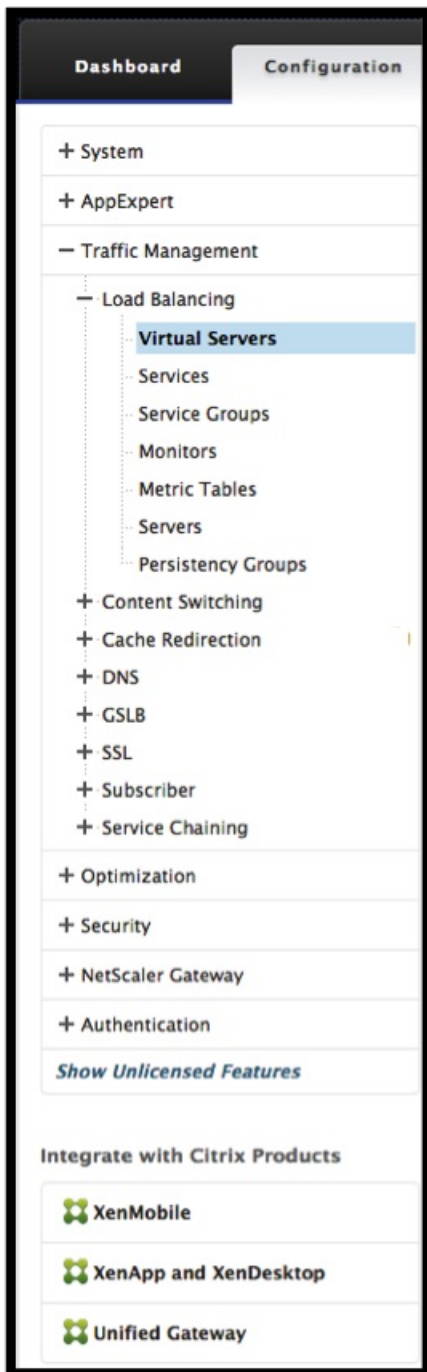 Dashboard Configuration
+ System
+ AppExpert
− Traffic Management
− Load Balancing
Virtual Servers
Services
Service Groups
Monitors
Metric Tables
Servers
Persistency Groups
+ Content Switching
+ Cache Redirection
+ DNS
+ GSLB
+ SSL
+ Subscriber
+ Service Chaining
+ Optimization
+ Security
+ NetScaler Gateway
+ Authentication
Show Unlicensed Features
Integrate with Citrix Products
XenMobile
XenApp and XenDesktop
Unified Gateway